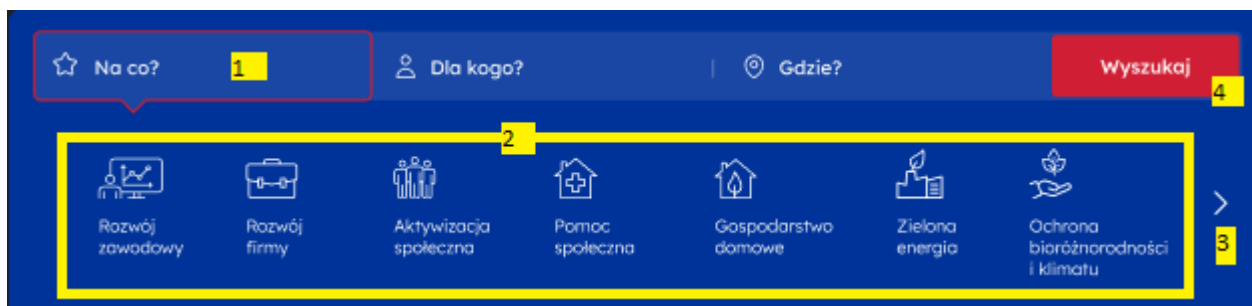 Na co?
1
Dla kogo?
Gdzie?
Wyszukaj
4
2
Rozwój
zawodowy
Rozwój
firmy
Aktywizacja
społeczna
Pomoc
społeczna
Gospodarstwo
domowe
Zielona
energia
Ochrona
bioróżnorodności
i klimatu
3